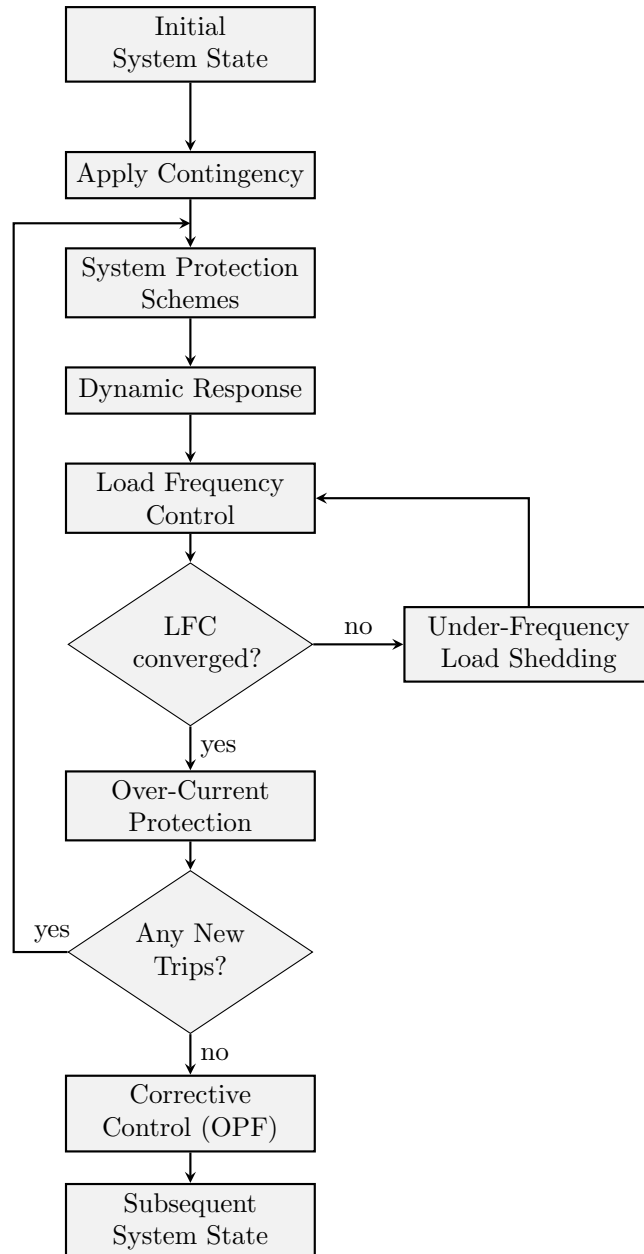 Initial
System State
Apply Contingency
System Protection
Schemes
Dynamic Response
Load Frequency
Control
LFC
converged?
no
Under-Frequency
Load Shedding
yes
Over-Current
Protection
yes
Any New
Trips?
no
Corrective
Control (OPF)
Subsequent
System State